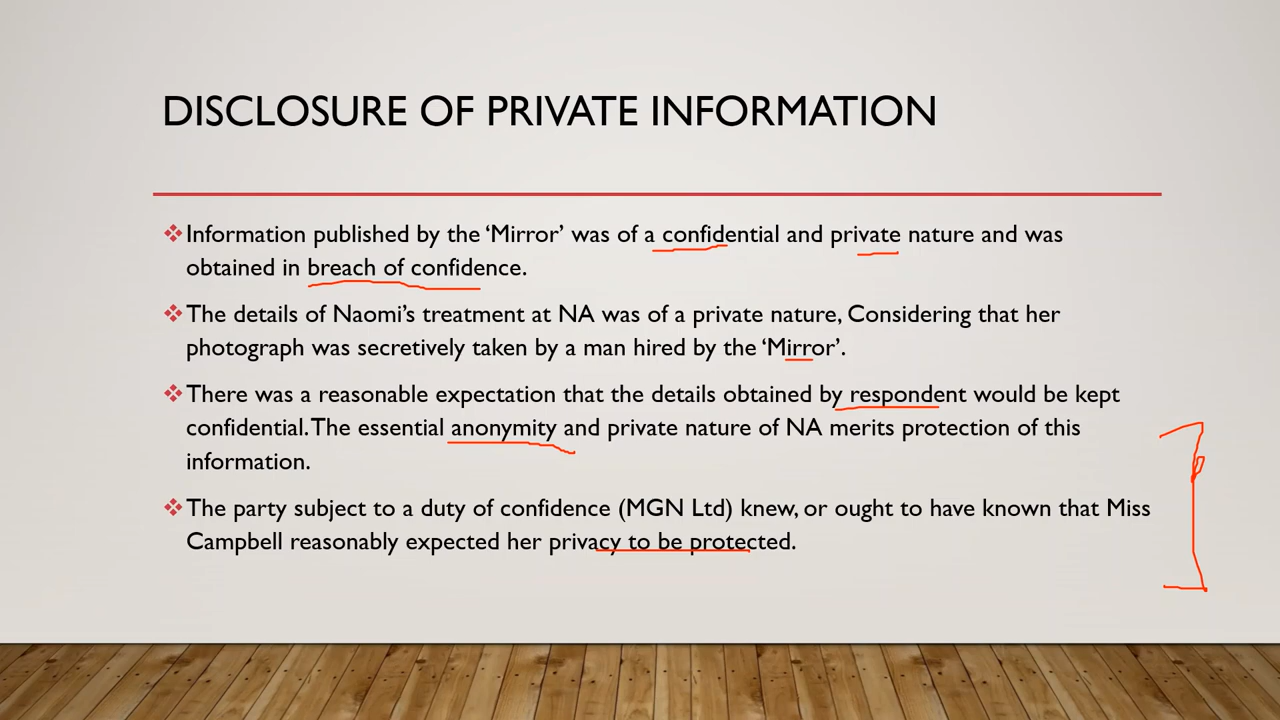 DISCLOSURE OF PRIVATE INFORMATION
Information published by the ‘Mirror’ was of a confidential and private nature and was
obtained in breach of confidence.
The details of Naomi’s treatment at NA was of a private nature, Considering that her
photograph was secretively taken by a man hired by the ‘Mirror’.
There was a reasonable expectation that the details obtained by respondent would be kept
confidential. The essential anonymity and private nature of NA merits protection of this
information.
The party subject to a duty of confidence (MGN Ltd) knew, or ought to have known that Miss
Campbell reasonably expected her privacy to be protected.